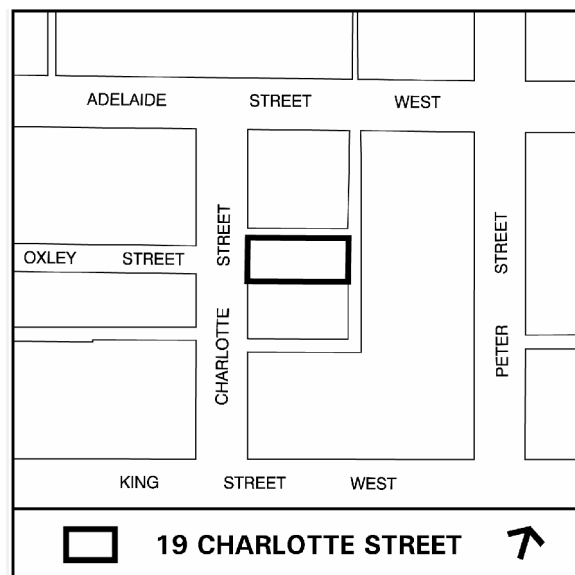 ADELAIDE STREET WEST
OXLEY STREET
CHARLOTTE STREET
PETER STREET
KING STREET WEST
19 CHARLOTTE STREET